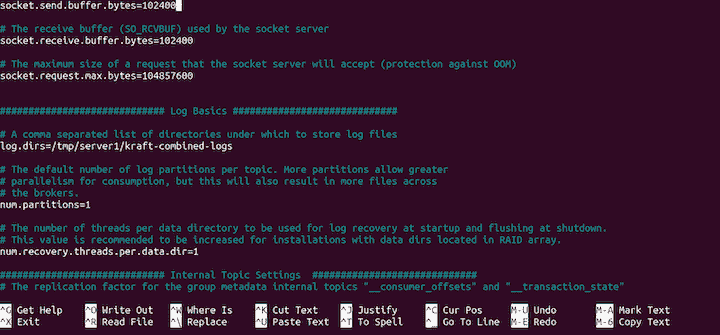 socket.send.buffer.bytes=102400
# The receive buffer (SO_RCVBUF) used by the socket server
socket.receive.buffer.bytes=102400
# The maximum size of a request that the socket server will accept (protection against OOM)
socket.request.max.bytes=104857600
############################# Log Basics #############################
# A comma separated list of directories under which to store log files
log.dirs=/tmp/server1/kraft-combined-logs
# The default number of log partitions per topic. More partitions allow greater
# parallelism for consumption, but this will also result in more files across
# the brokers.
num.partitions=1
# The number of threads per data directory to be used for log recovery at startup and flushing at shutdown.
# This value is recommended to be increased for installations with data dirs located in RAID array.
num.recovery.threads.per.data.dir=1
############################# Internal Topic Settings  #############################
# The replication factor for the group metadata internal topics "__consumer_offsets" and "__transaction_state"
^G Get Help ^O Write Out ^W Where Is ^K Cut Text ^J Justify ^C Cur Pos M-U Undo M-A Mark Text
^X Exit ^R Read File ^\ Replace ^U Paste Text ^T To Spell ^_ Go To Line M-E Redo M-6 Copy Text